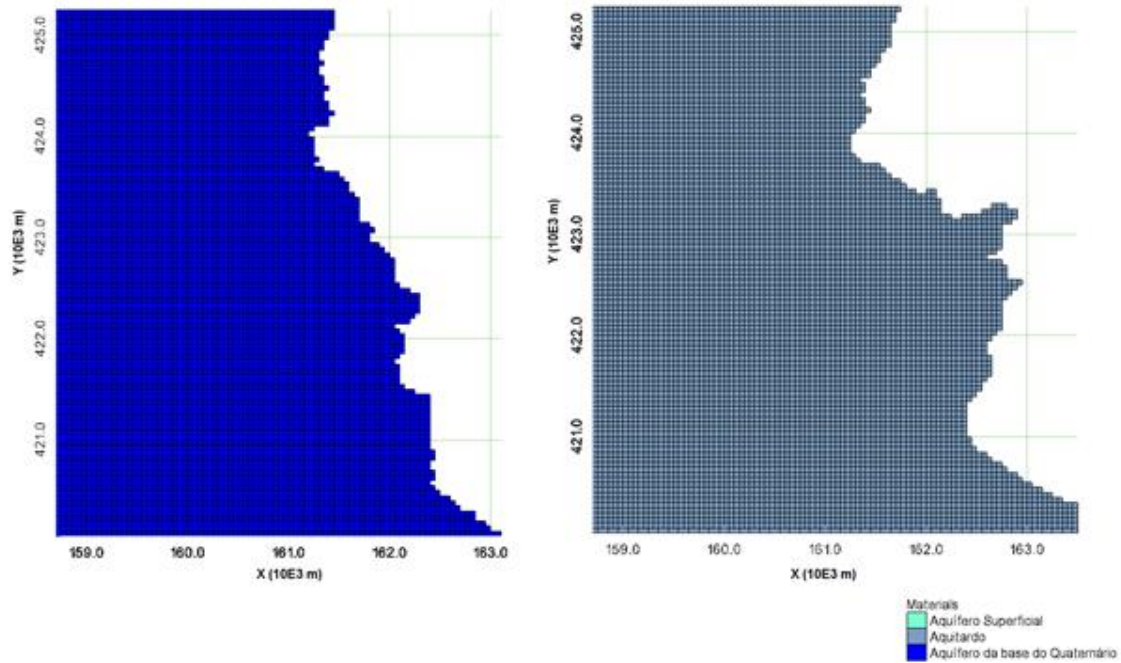 425.0
424.0
423.0
422.0
421.0
Y (10E3 m)
159.0 160.0 161.0 162.0 163.0
X (10E3 m)
425.0
424.0
423.0
422.0
421.0
Y (10E3 m)
159.0 160.0 161.0 162.0 163.0
X (10E3 m)
Materials
Aquífero Superficial
Aquitardo
Aquífero da base do Quaternário